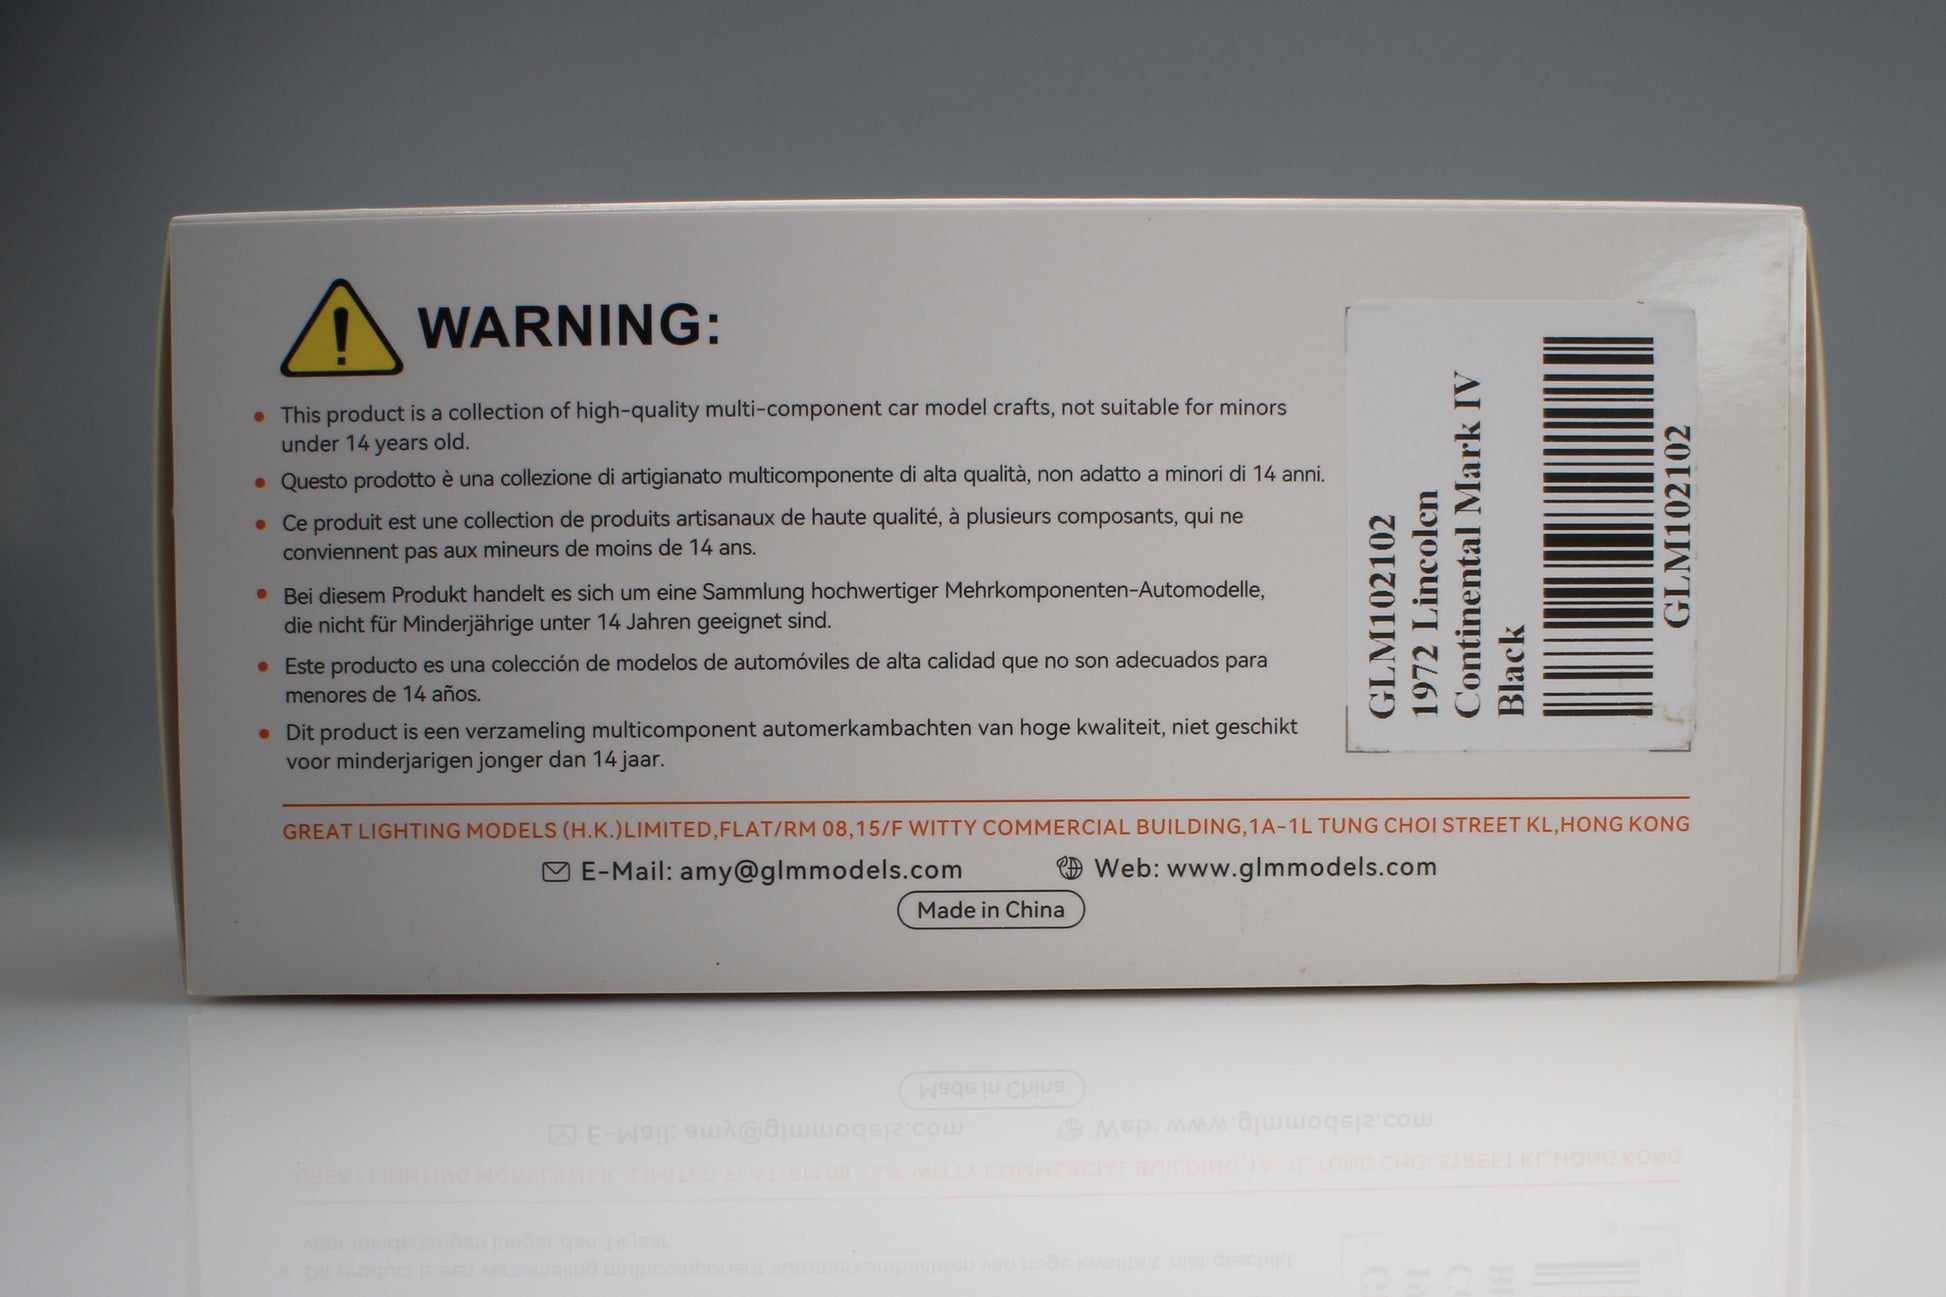 WARNING:
This product is a collection of high-quality multi-component car model crafts, not suitable for minors
under 14 years old.
Questo prodotto è una collezione di artigianato multicomponente di alta qualità, non adatto a minori di 14 anni.
Ce produit est une collection de produits artisanaux de haute qualité, à plusieurs composants, qui ne
conviennent pas aux mineurs de moins de 14 ans.
Bei diesem Produkt handelt es sich um eine Sammlung hochwertiger Mehrkomponenten-Automodelle,
die nicht für Minderjährige unter 14 Jahren geeignet sind.
Este producto es una colección de modelos de automóviles de alta calidad que no son adecuados para
menores de 14 años.
Dit product is een verzameling multicomponent automerkambachten van hoge kwaliteit, niet geschikt
voor minderjarigen jonger dan 14 jaar.
GREAT LIGHTING MODELS (H.K.)LIMITED,FLAT/RM 08,15/F WITTY COMMERCIAL BUILDING,1A-1L TUNG CHOI STREET KL,HONG KONG
E-Mail: amy@glmmodels.com
Web: www.glmmodels.com
Made in China
GLM102102
1972 Lincolcn
Continental Mark IV
Black
GLM102102